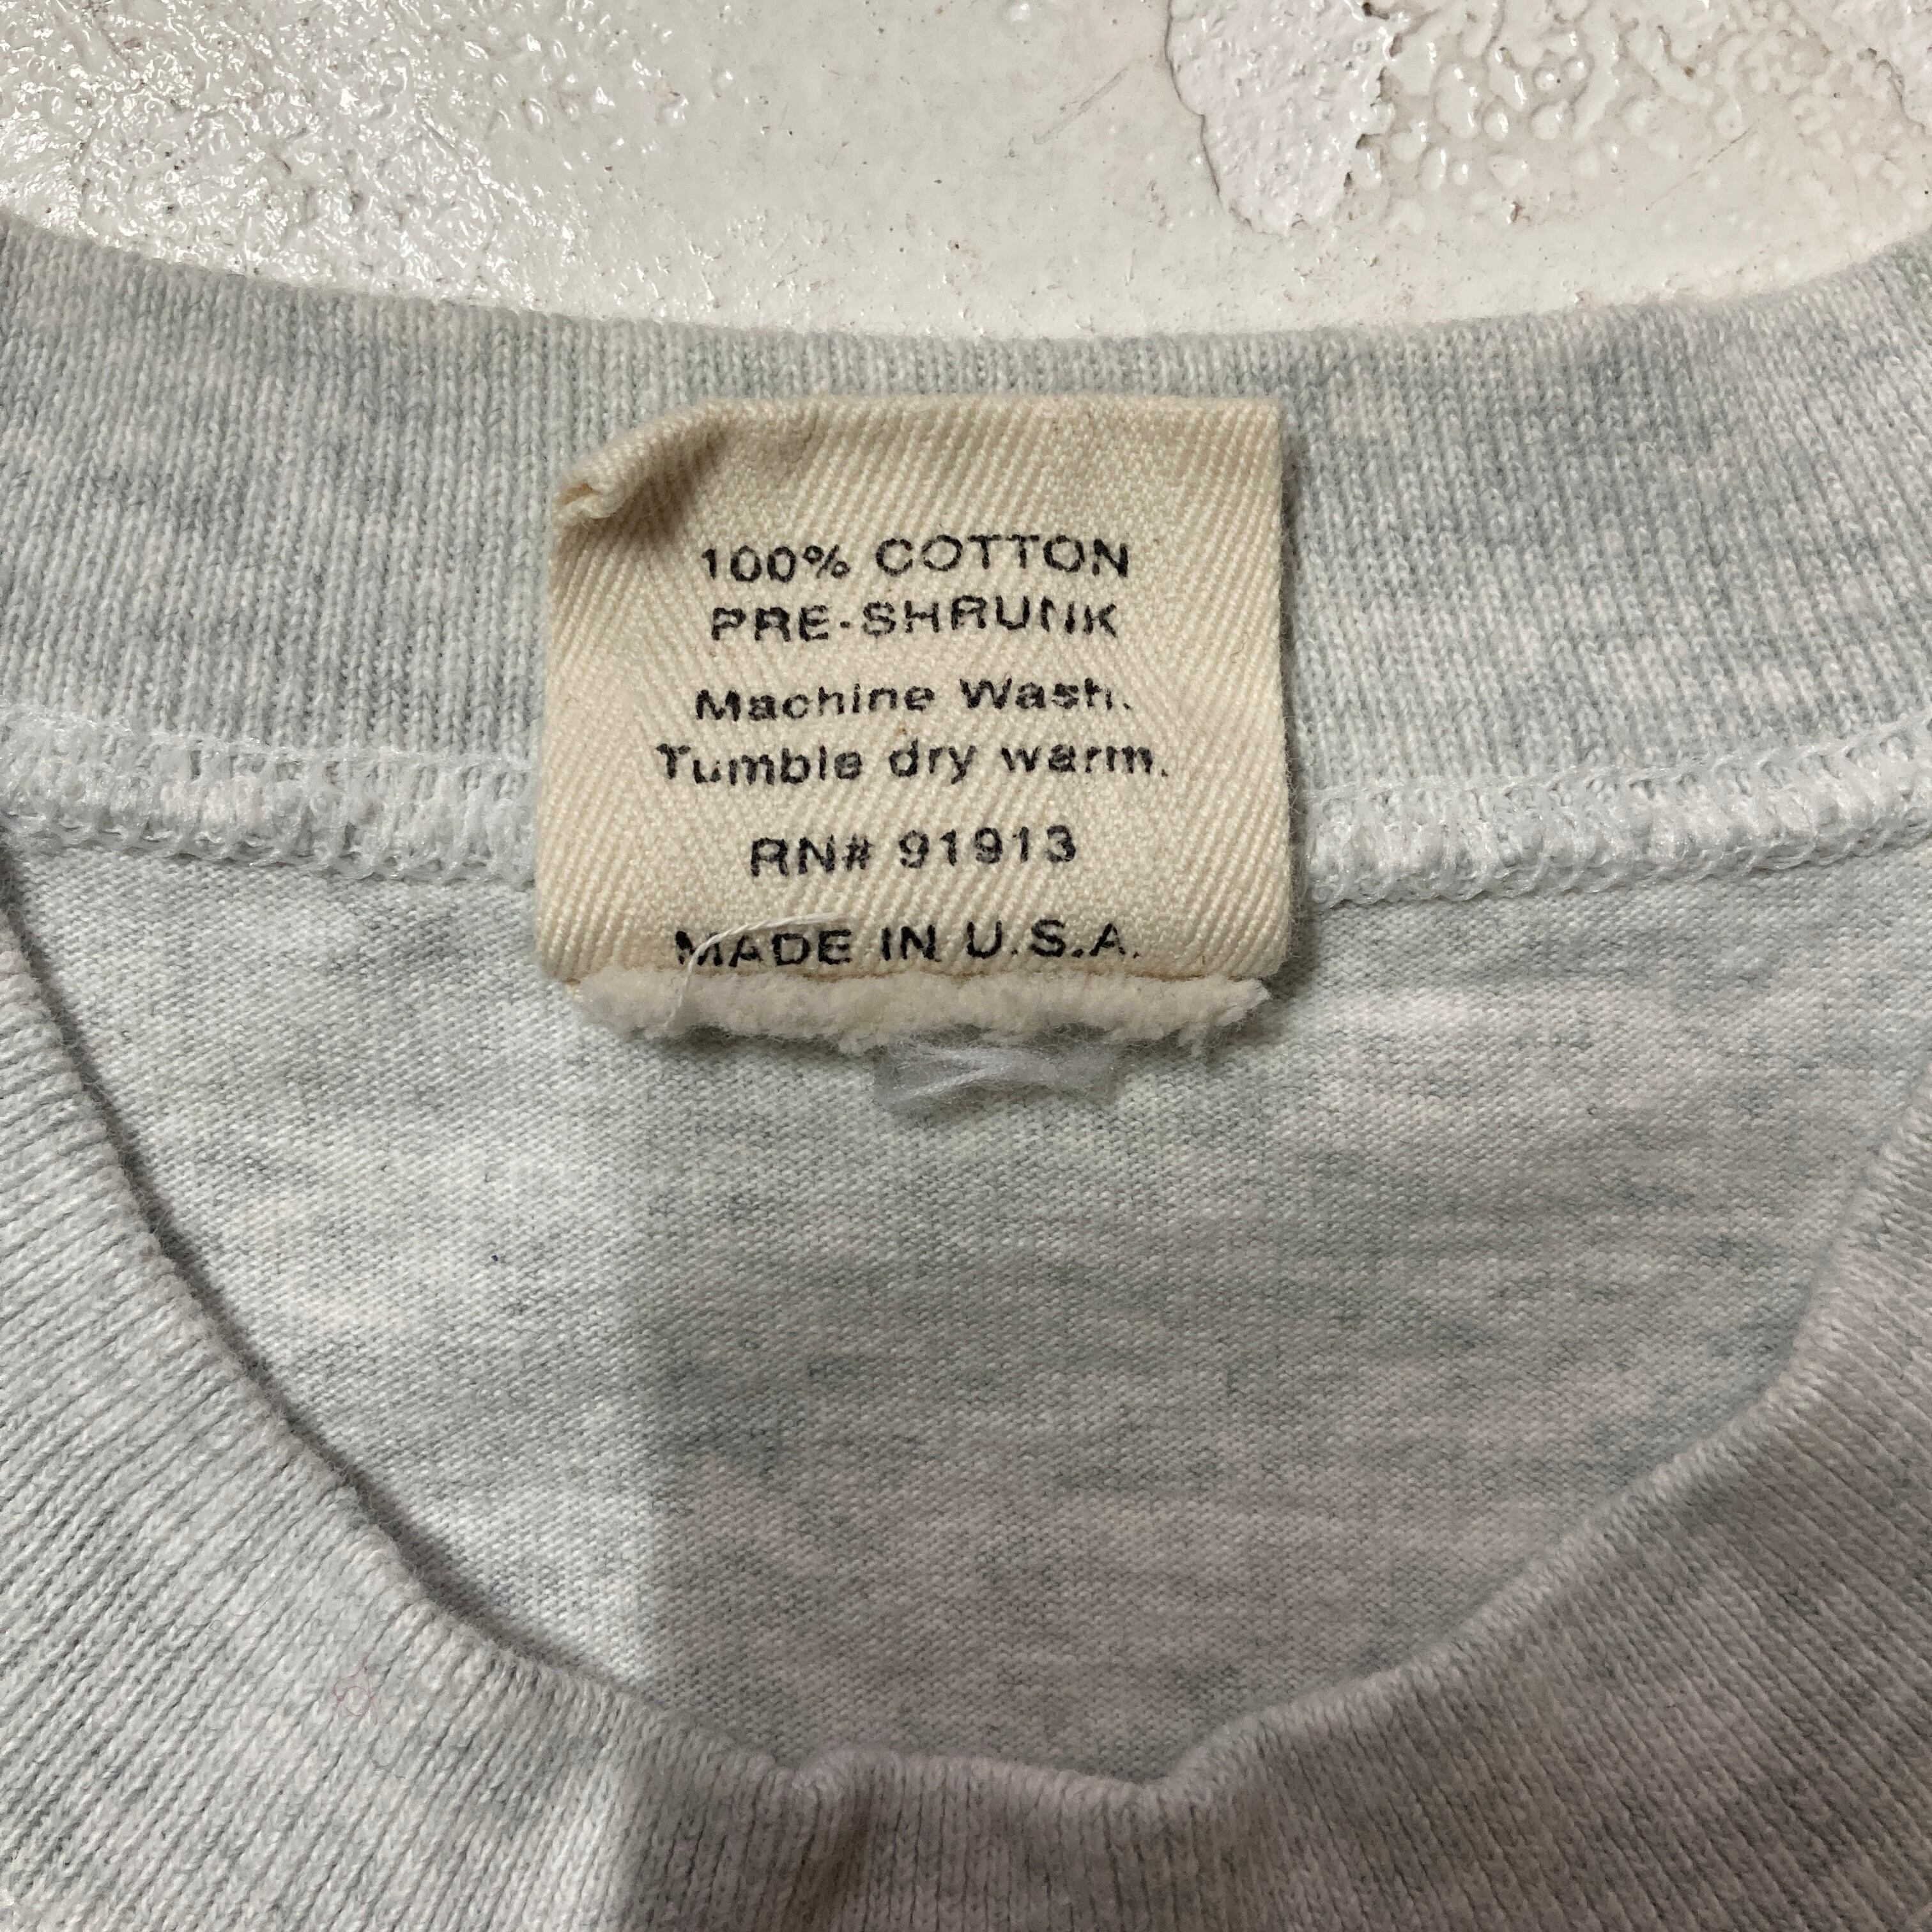 100% COTTON
PRE-SHRUNK
Machine Wash.
Tumble dry warm.
RN# 91913
MADE IN U.S.A.